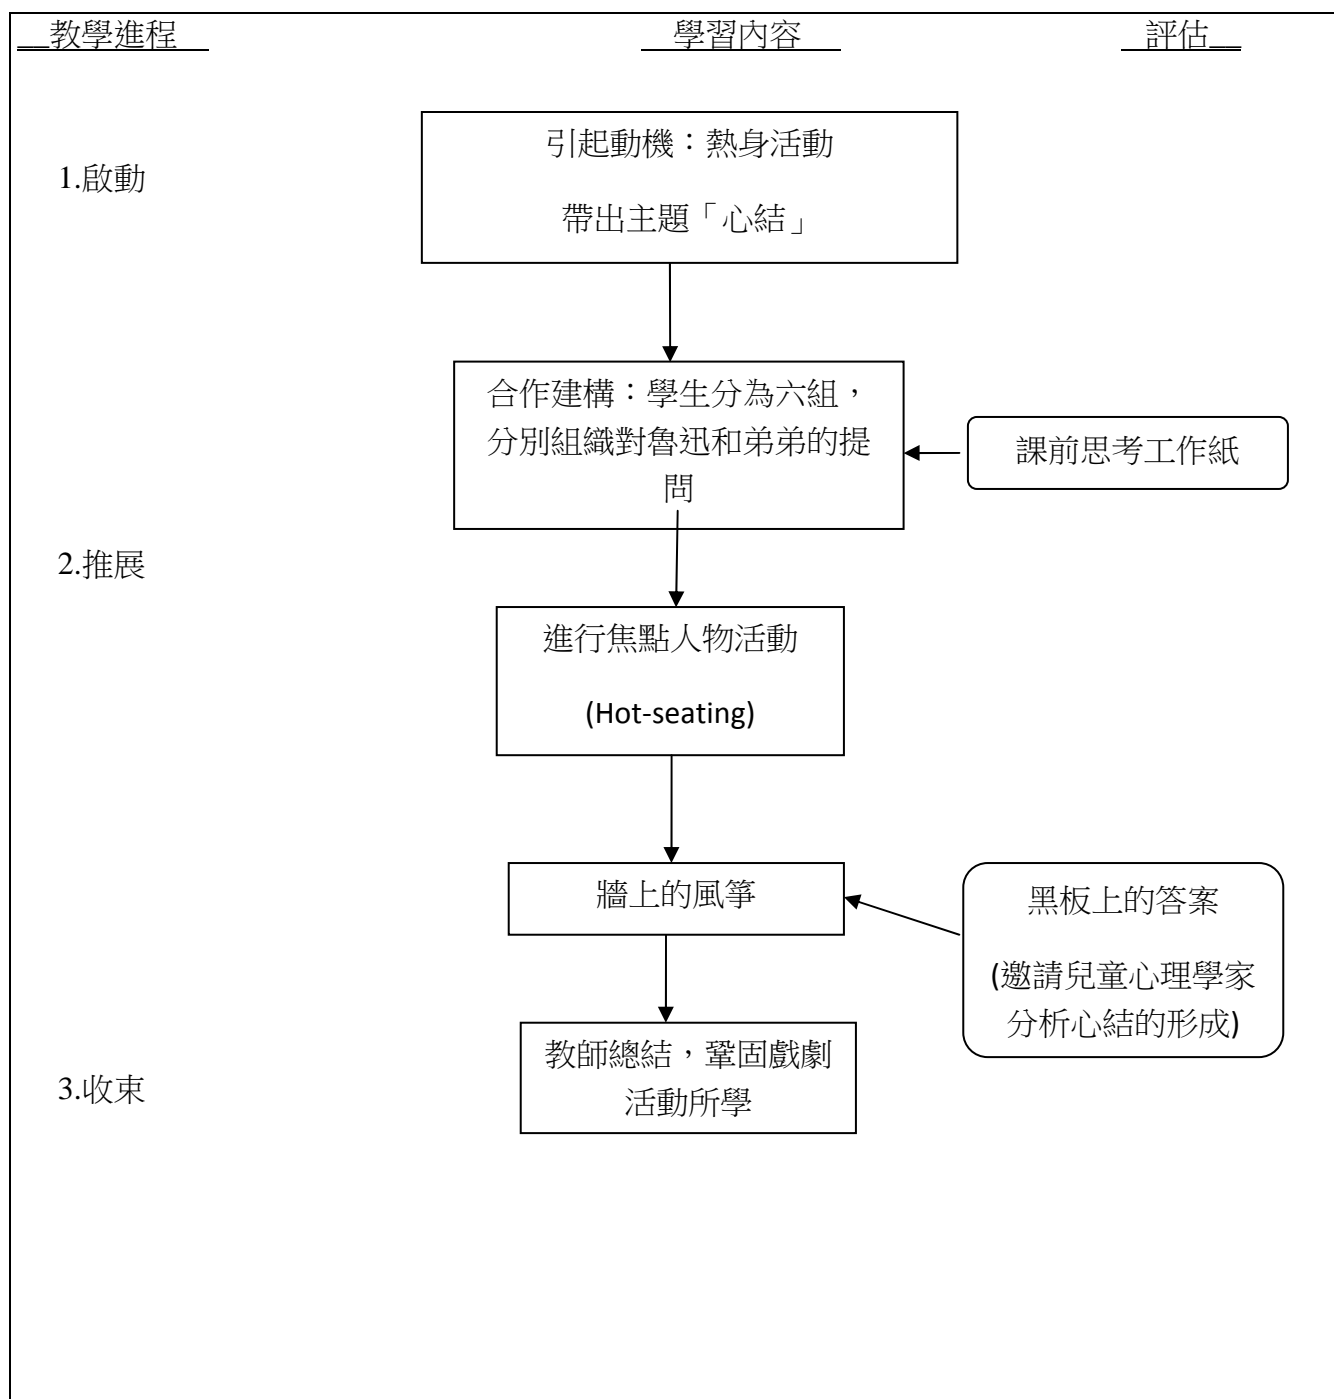 教學進程 學習內容 評估
引起動機：熱身活動
帶出主題「心結」
1.啟動
合作建構：學生分為六組，
分別組織對魯迅和弟弟的提
問
課前思考工作紙
2.推展
進行焦點人物活動
(Hot-seating)
牆上的風箏
黑板上的答案
(邀請兒童心理學家
分析心結的形成)
教師總結，鞏固戲劇
活動所學
3.收束